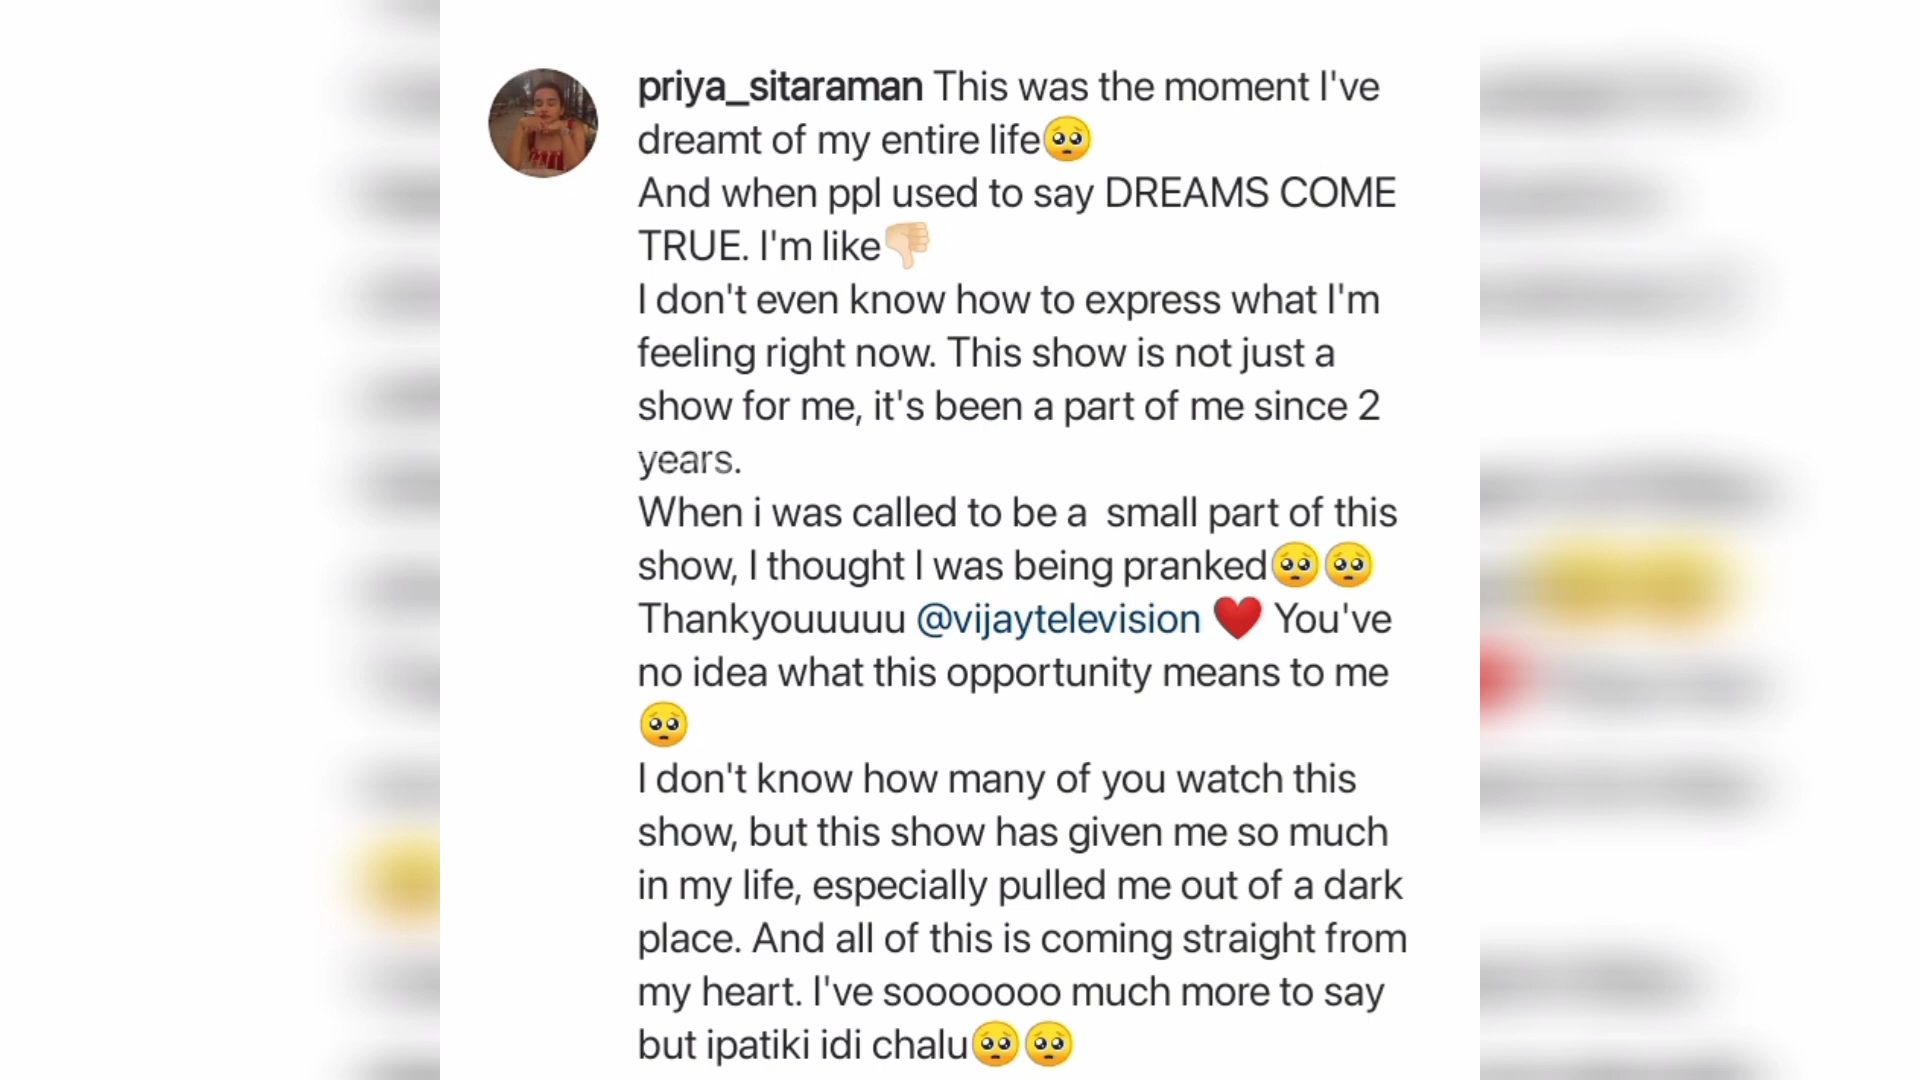 priya_sitaraman This was the moment I've
dreamt of my entire life🥺
And when ppl used to say DREAMS COME
TRUE. I'm like👎🏻
I don't even know how to express what I'm
feeling right now. This show is not just a
show for me, it's been a part of me since 2
years.
When i was called to be a  small part of this
show, I thought I was being pranked🥺🥺
Thankyouuuuu @vijaytelevision ❤️ You've
no idea what this opportunity means to me
🥺
I don't know how many of you watch this
show, but this show has given me so much
in my life, especially pulled me out of a dark
place. And all of this is coming straight from
my heart. I've sooooooo much more to say
but ipatiki idi chalu🥺🥺